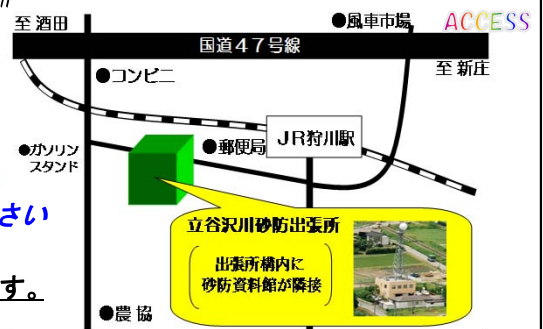 至酒田
●風車市場
ACCESS
国道47号線
至新庄
●コンビニ
JR狩川駅
●郵便局
●ガソリン
スタンド
さい
立谷沢川砂防出張所
出張所構内に
砂防資料館が隣接
す。
●農協